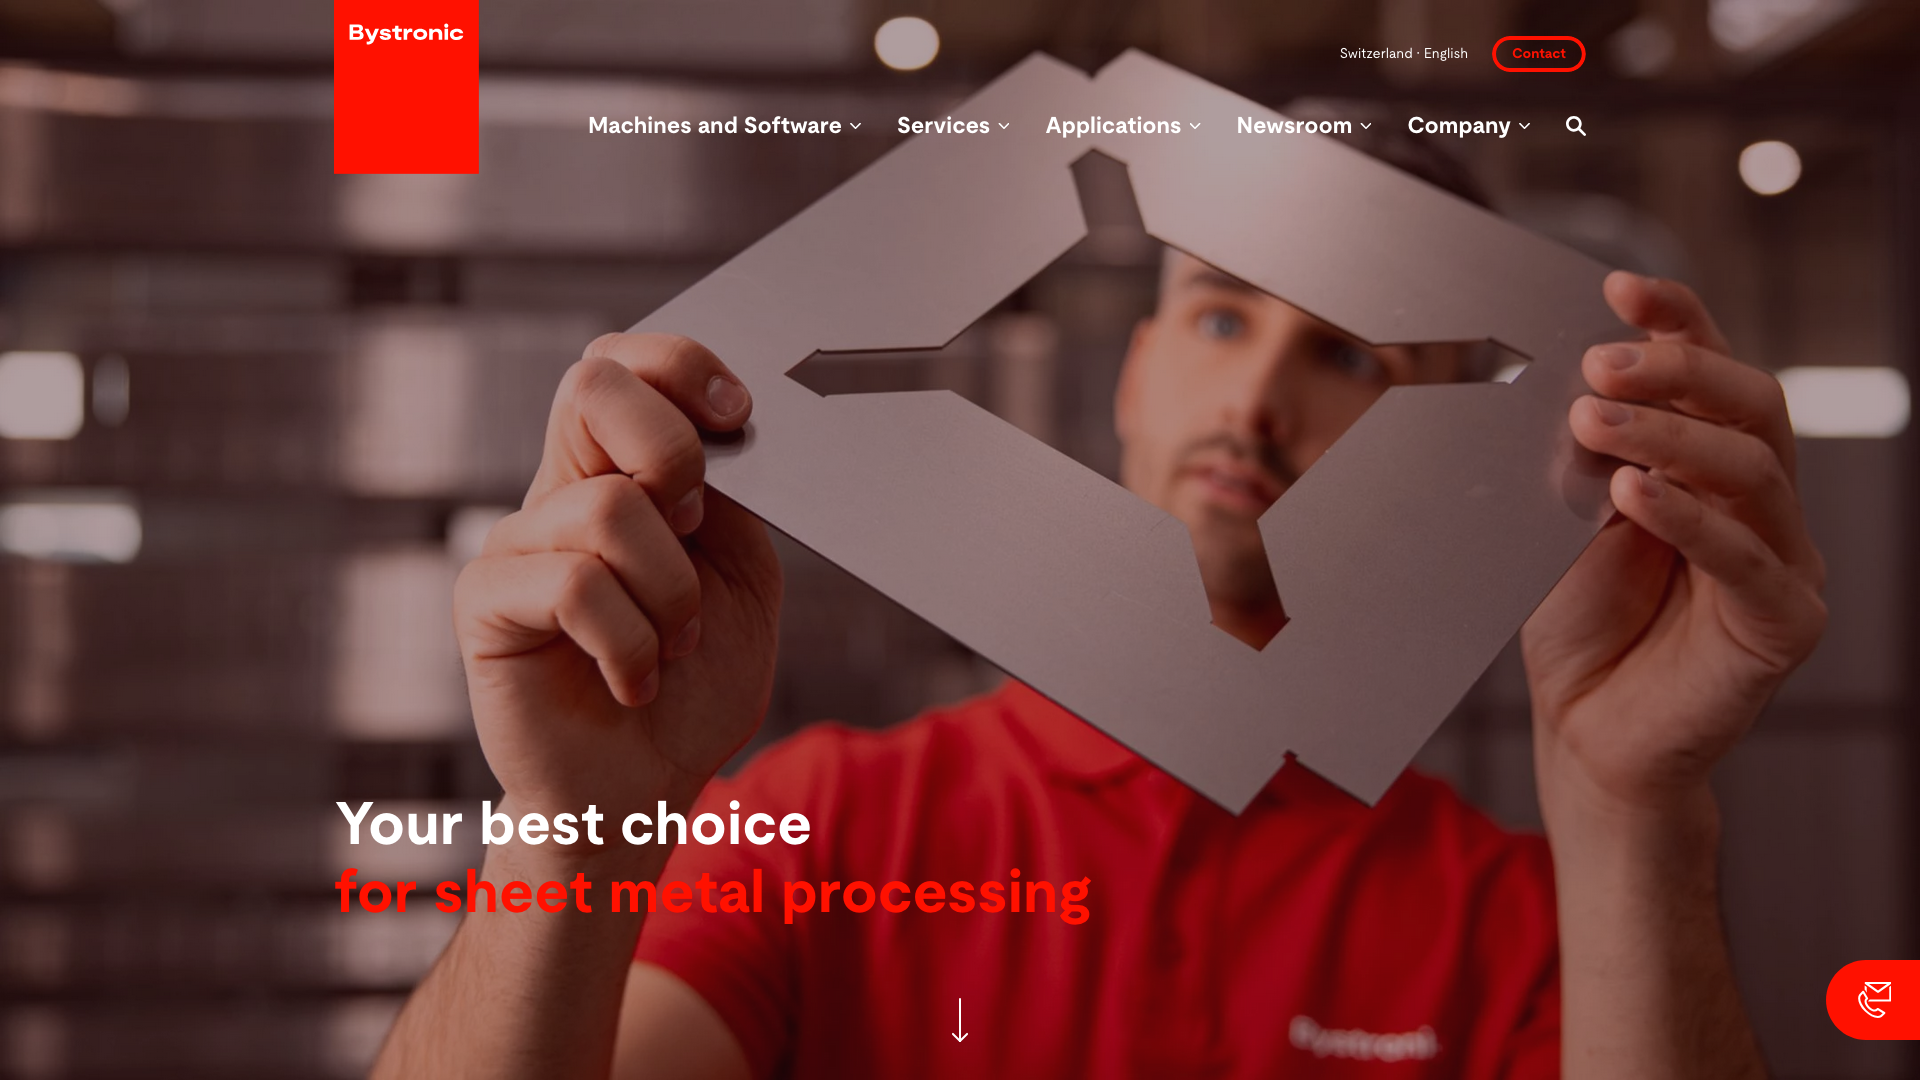 Bystronic
Switzerland · English
Contact
Machines and Software
Services
Applications
Newsroom
Company
Your best choice
for sheet metal processing
Bystronic